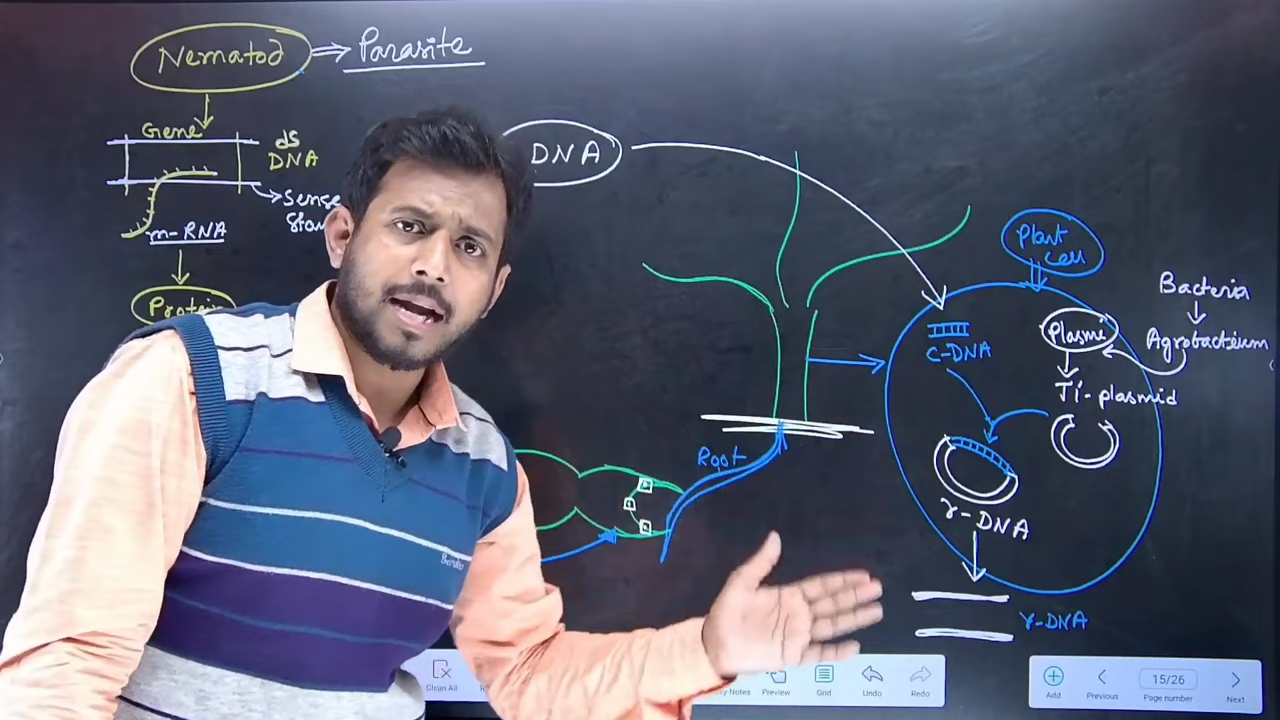 Nematod
Parasite
Gene
ds
DNA
Sense
m-RNA
Protein
DNA
Plant
cell
Bacteria
Agrobacterium
Plasmi
Ti-plasmid
C-DNA
r-DNA
r-DNA
Root
Clean All
Preview
Grid
Undo
Redo
Add
Previous
15/26
Page number
Next